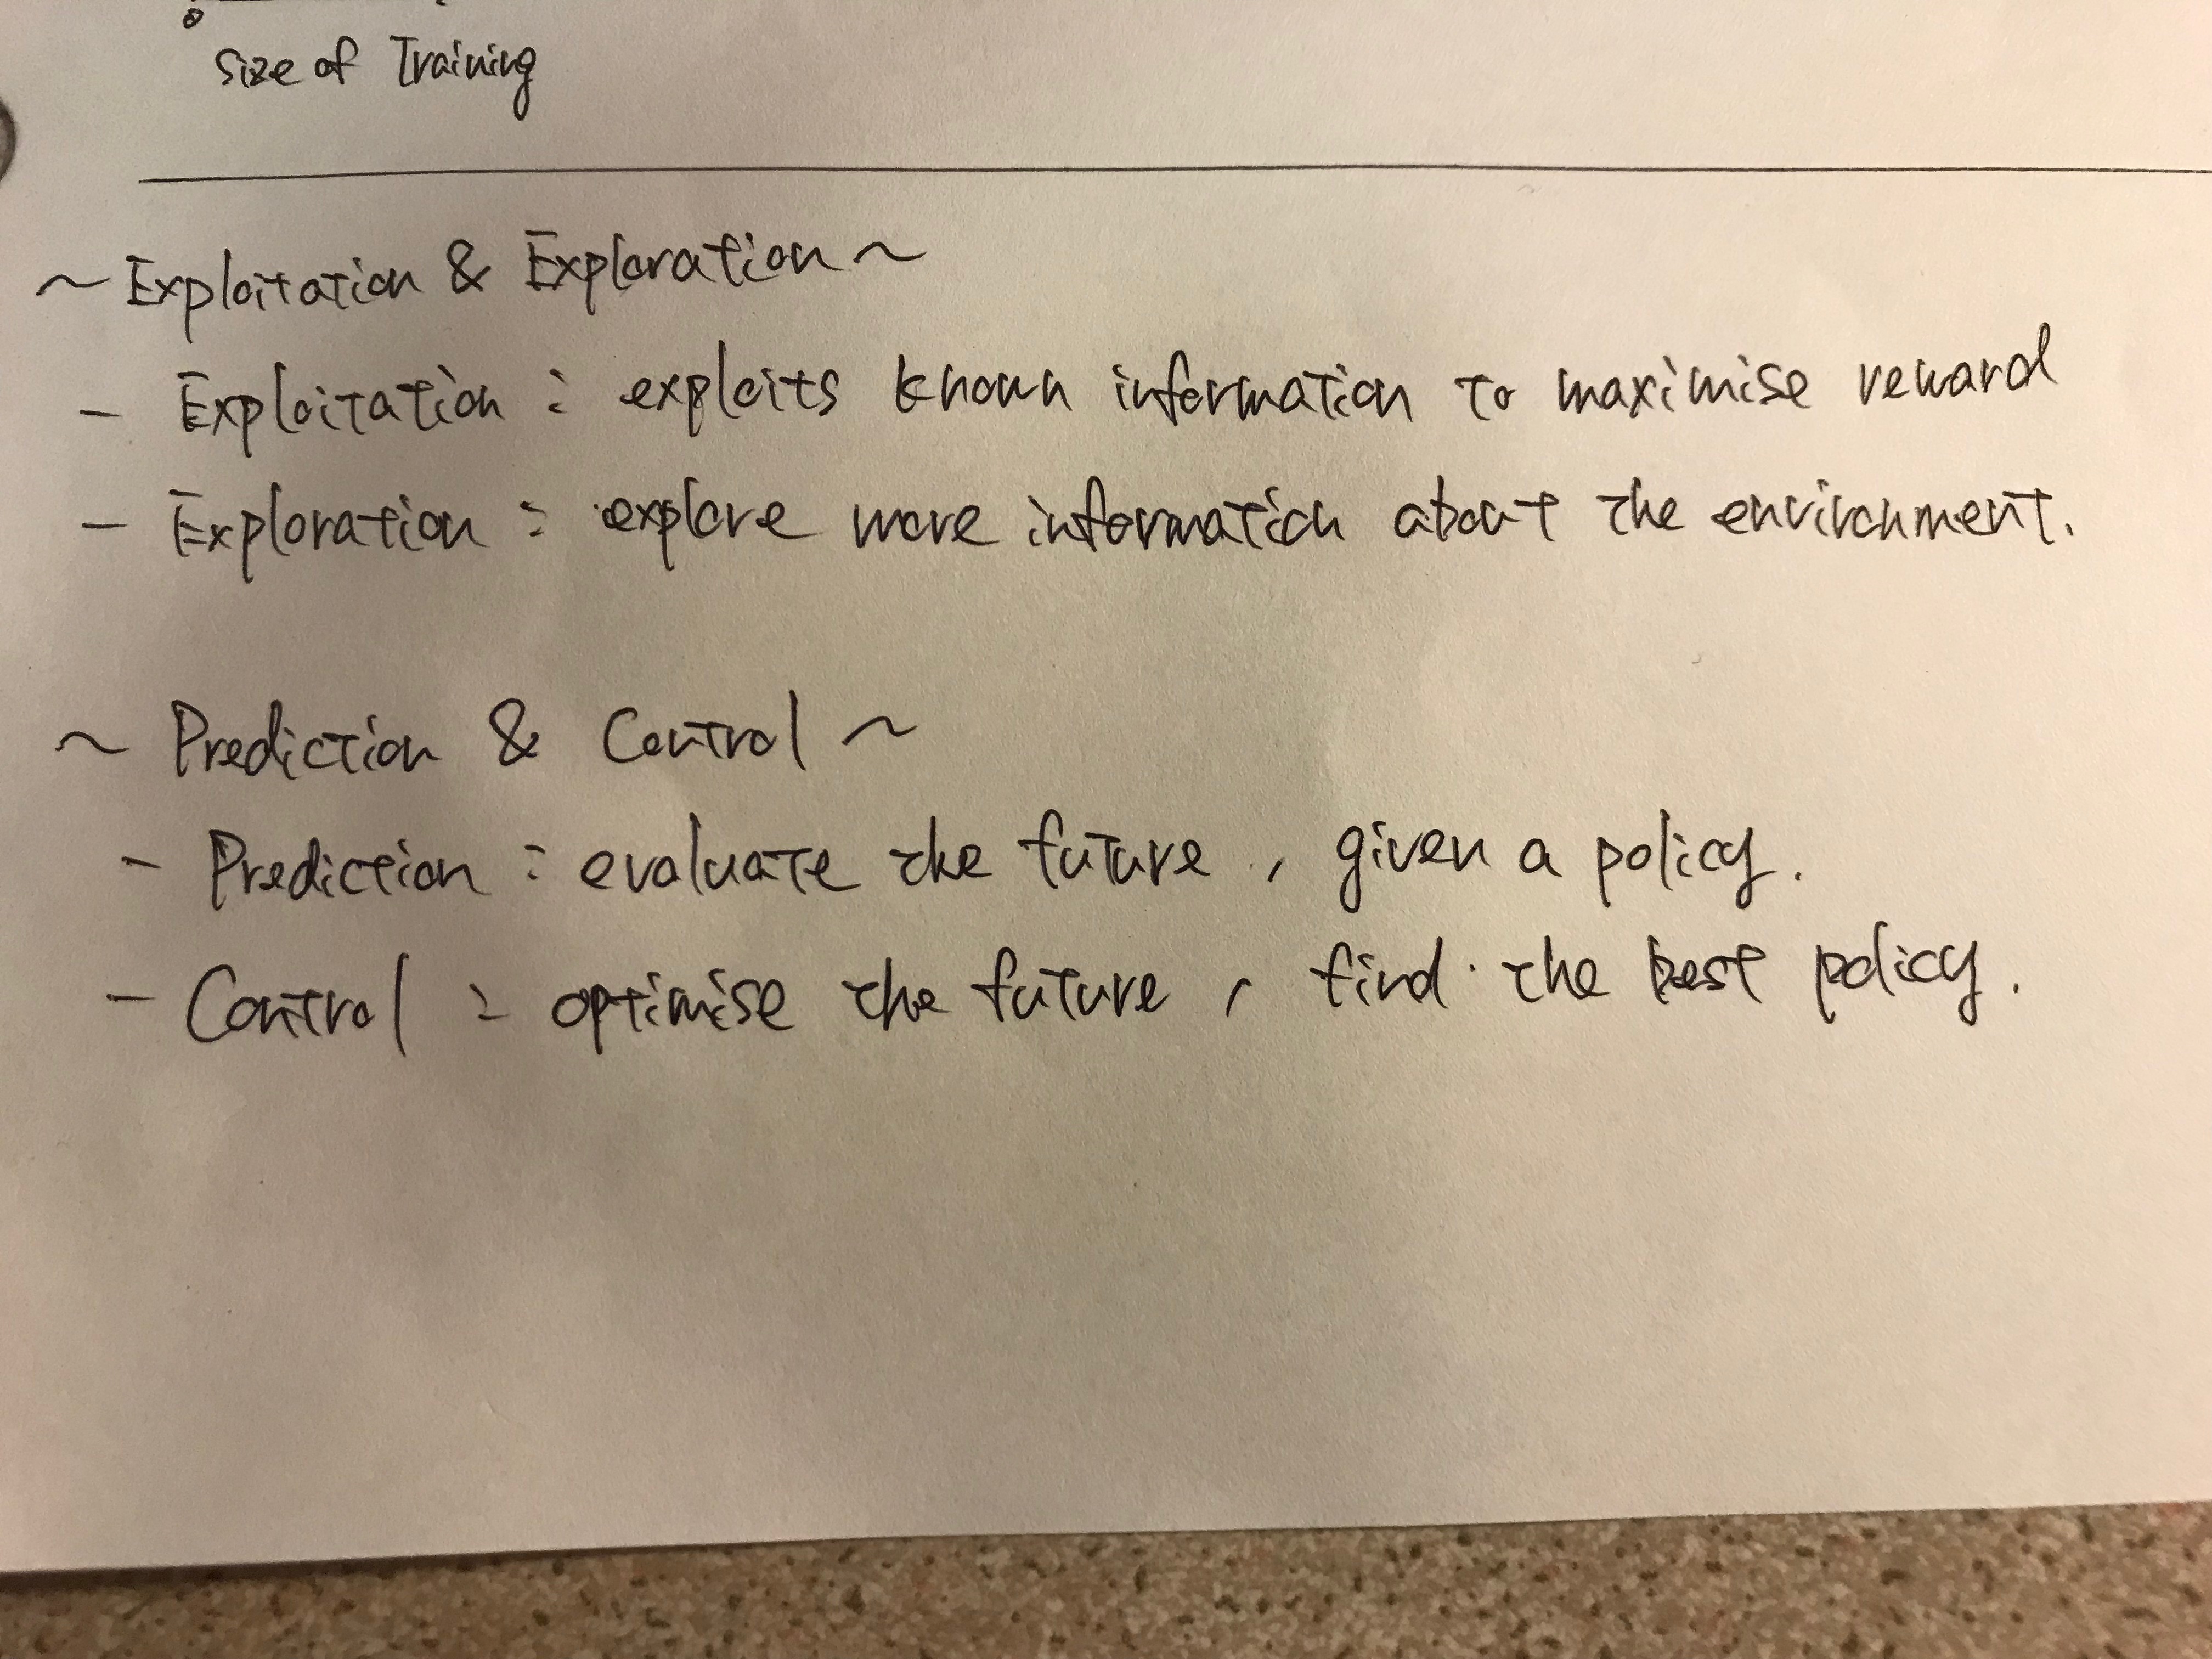 Size of Training
~ Exploitation & Exploration ~
- Exploitation : exploits known information to maximise reward
- Exploration : explore more information about the environment.
~ Prediction & Control ~
- Prediction : evaluate the future, given a policy.
- Control : optimise the future, find the best policy.